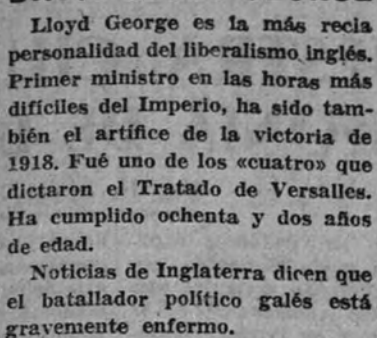 Lloyd George es la más recia
personalidad del liberalismo inglés.
Primer ministro en las horas más
difíciles del Imperio, ha sido tam-
bién el artífice de la victoria de
1918. Fué uno de los «cuatro» que
dictaron el Tratado de Versalles.
Ha cumplido ochenta y dos años
de edad.
Noticias de Inglaterra dicen que
el batallador político galés está
gravemente enfermo.